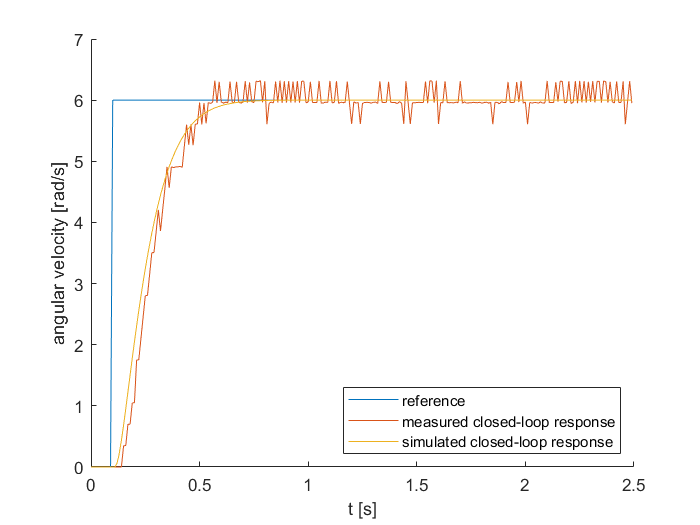 7
6
5
4
3
2
1
0
angular velocity [rad/s]
reference
measured closed-loop response
simulated closed-loop response
0 0.5 1 1.5 2 2.5
t [s]